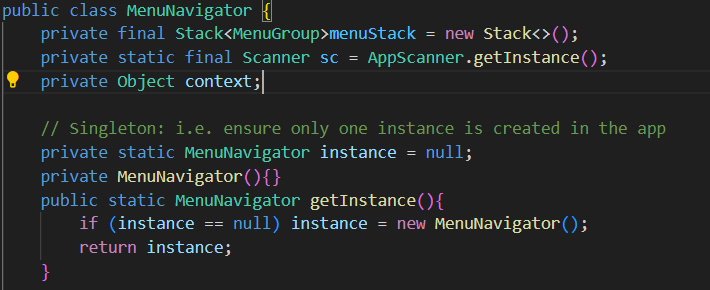 public class MenuNavigator {
    private final Stack<MenuGroup>menuStack = new Stack<>();
    private static final Scanner sc = AppScanner.getInstance();
    private Object context;

    // Singleton: i.e. ensure only one instance is created in the app
    private static MenuNavigator instance = null;
    private MenuNavigator(){}
    public static MenuNavigator getInstance(){
        if (instance == null) instance = new MenuNavigator();
        return instance;
    }